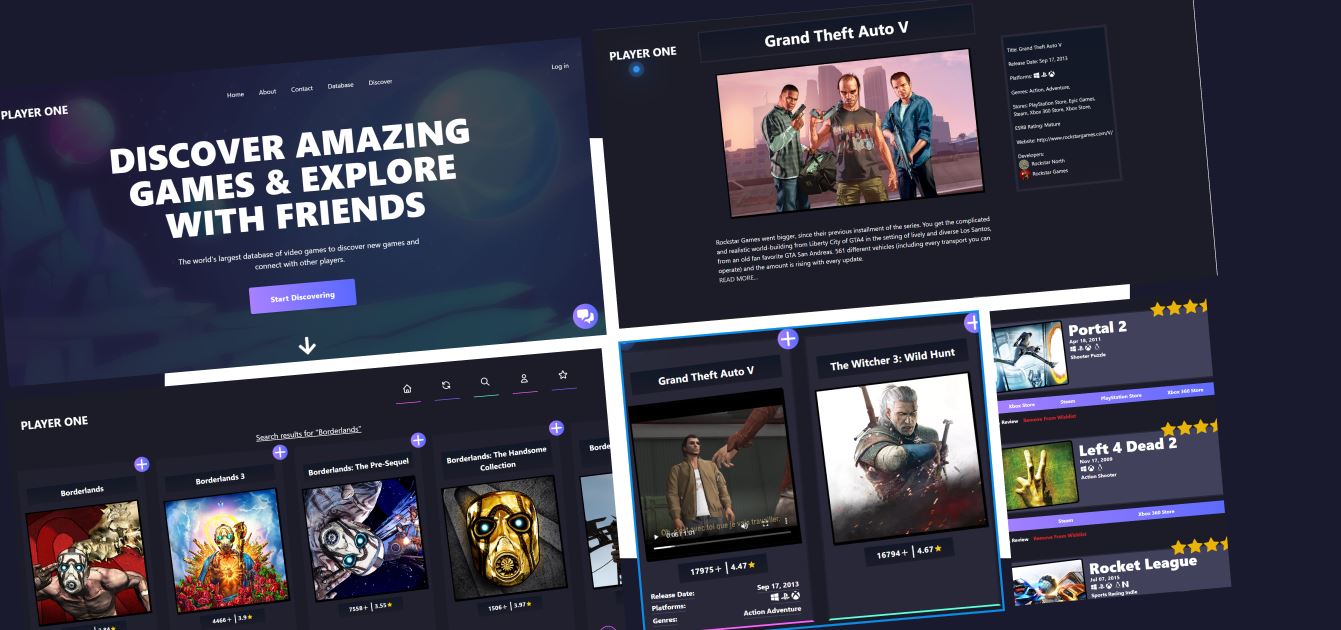 PLAYER ONE
Home
About
Contact
Database
Discover
Log in
DISCOVER AMAZING
GAMES & EXPLORE
WITH FRIENDS
The world's largest database of video games to discover new games and
connect with other players.
Start Discovering
PLAYER ONE
Grand Theft Auto V
Rockstar Games went bigger, since their previous installment of the series. You get the complicated
and realistic world-building from Liberty City of GTA4 in the setting of lively and diverse Los Santos,
from an old fan favorite GTA San Andreas. 561 different vehicles (including every transport you can
operate) and the amount is rising with every update.
READ MORE...
Title: Grand Theft Auto V
Release Date: Sep 17, 2013
Platforms:
Genres: Action, Adventure,
Stores: PlayStation Store, Epic Games,
Steam, Xbox 360 Store, Xbox Store,
ESRB Rating: Mature
Website: http://www.rockstargames.com/V/
Developers:
Rockstar North
Rockstar Games
PLAYER ONE
Search results for "Borderlands"
Borderlands
Borderlands 3
4466+ | 3.9
Borderlands: The Pre-Sequel
7558+ | 3.55
Borderlands: The Handsome
Collection
1506+ | 3.97
Borde
Grand Theft Auto V
0:06 / 1:01
17975+ | 4.47
Release Date: Sep 17, 2013
Platforms:
Genres: Action Adventure
The Witcher 3: Wild Hunt
16794+ | 4.67
Portal 2
Apr 18, 2011
Shooter Puzzle
Xbox Store Steam PlayStation Store Xbox 360 Store
Review Remove From Wishlist
Left 4 Dead 2
Nov 17, 2009
Action Shooter
Steam Xbox 360 Store
Review Remove From Wishlist
Rocket League
Jul 07, 2015
Sports Racing Indie